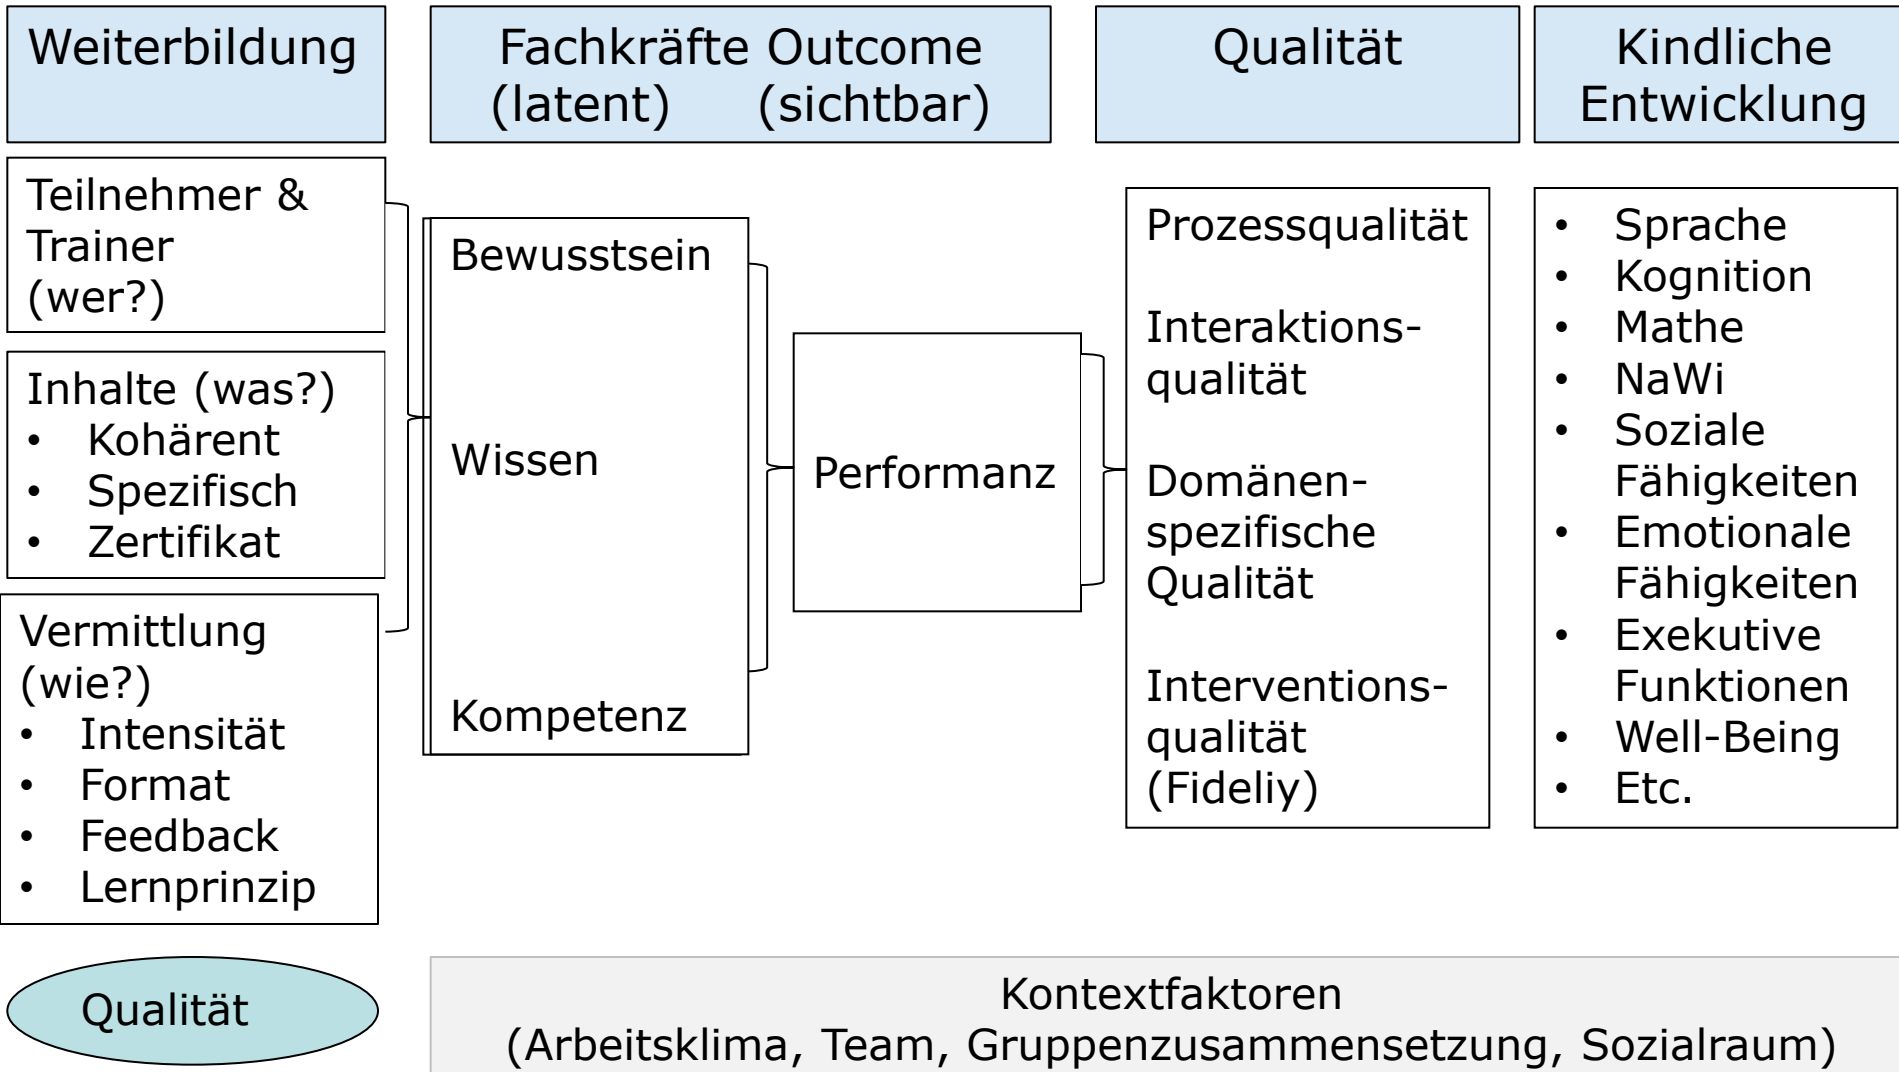 Weiterbildung
Fachkräfte Outcome
(latent) (sichtbar)
Qualität
Kindliche
Entwicklung
Teilnehmer &
Trainer
(wer?)
Inhalte (was?)
• Kohärent
• Spezifisch
• Zertifikat
Vermittlung
(wie?)
• Intensität
• Format
• Feedback
• Lernprinzip
Bewusstsein
Wissen
Kompetenz
Performanz
Prozessqualität
Interaktions-
qualität
Domänen-
spezifische
Qualität
Interventions-
qualität
(Fideliy)
• Sprache
• Kognition
• Mathe
• NaWi
• Soziale
Fähigkeiten
• Emotionale
Fähigkeiten
• Exekutive
Funktionen
• Well-Being
• Etc.
Qualität
Kontextfaktoren
(Arbeitsklima, Team, Gruppenzusammensetzung, Sozialraum)